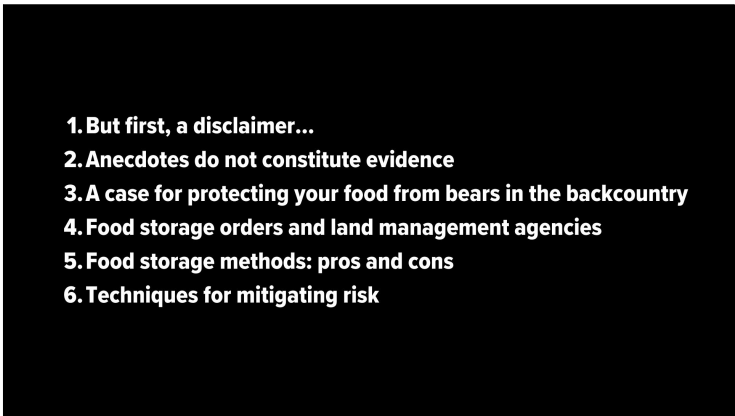 1. But first, a disclaimer...
2. Anecdotes do not constitute evidence
3. A case for protecting your food from bears in the backcountry
4. Food storage orders and land management agencies
5. Food storage methods: pros and cons
6. Techniques for mitigating risk